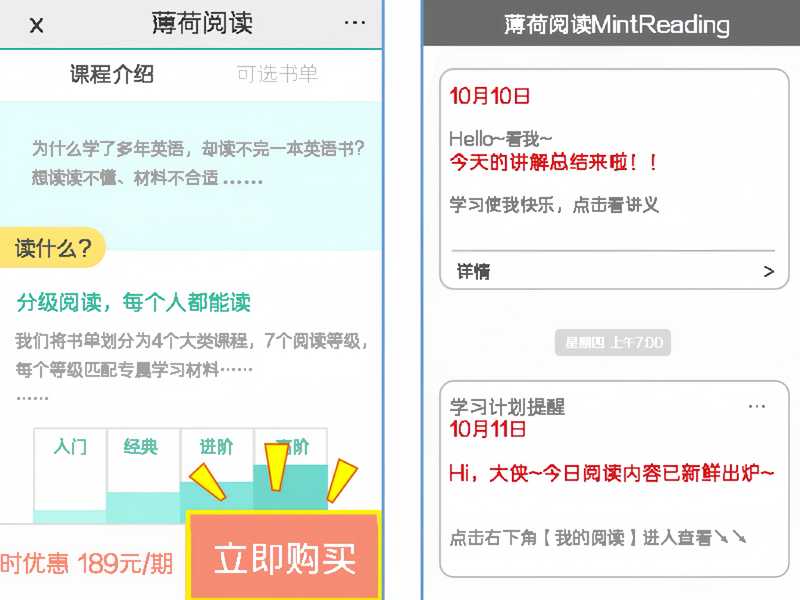 x 薄荷阅读 ···
课程介绍 可选书单
为什么学了多年英语，却读不完一本英语书？
想读读不懂、材料不合适 ……
读什么？
分级阅读，每个人都能读
我们将书单划分为4个大类课程，7个阅读等级，
每个等级匹配专属学习材料……
……
入门 经典 进阶 高阶
时优惠 189元/期
立即购买
薄荷阅读MintReading
10月10日
Hello~看我~
今天的讲解总结来啦！！
学习使我快乐，点击看讲义
详情 >
星期四 上午7:00
学习计划提醒 ···
10月11日
Hi，大侠~今日阅读内容已新鲜出炉~
点击右下角【我的阅读】进入查看↘↘